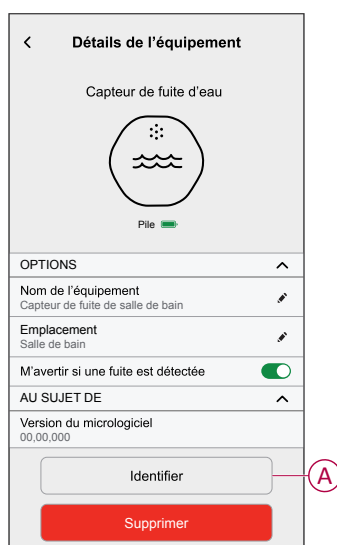 Détails de l’équipement
Capteur de fuite d’eau
Pile
OPTIONS
Nom de l’équipement
Capteur de fuite de salle de bain
Emplacement
Salle de bain
M’avertir si une fuite est détectée
AU SUJET DE
Version du micrologiciel
00,00,000
Identifier
A
Supprimer